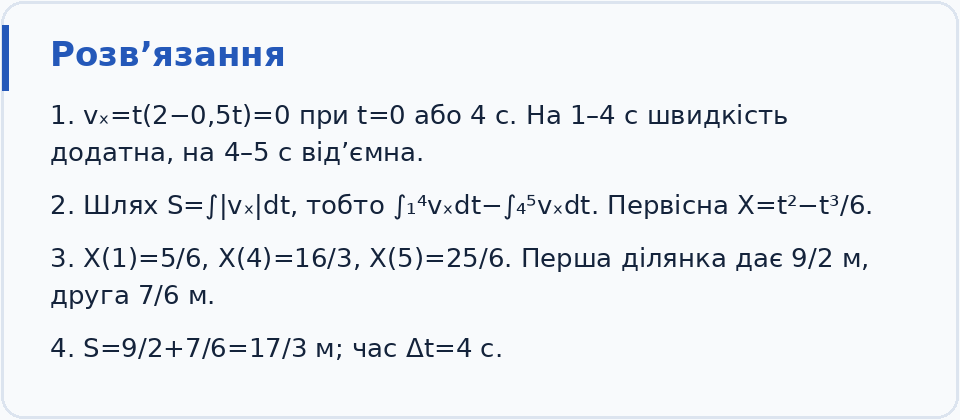 Розв’язання
1. vₓ=t(2−0,5t)=0 при t=0 або 4 с. На 1–4 с швидкість
додатна, на 4–5 с від’ємна.
2. Шлях S=∫|vₓ|dt, тобто ∫₁⁴vₓdt−∫₄⁵vₓdt. Первісна X=t²−t³/6.
3. X(1)=5/6, X(4)=16/3, X(5)=25/6. Перша ділянка дає 9/2 м,
друга 7/6 м.
4. S=9/2+7/6=17/3 м; час Δt=4 с.